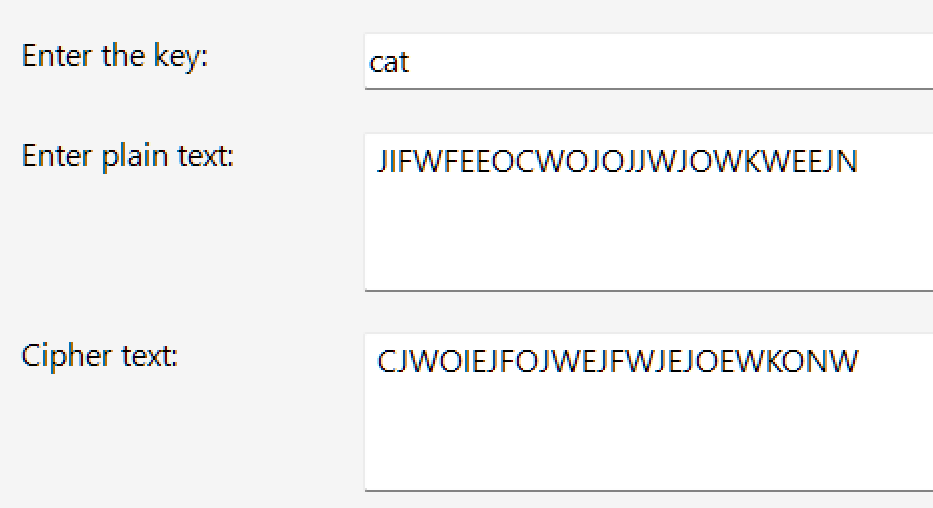 Enter the key:
cat
Enter plain text:
JIFWFEEOCWOJOJJWJOWKWEEJN
Cipher text:
CJWOIEJFOJWEJFWJEJOEWKONW